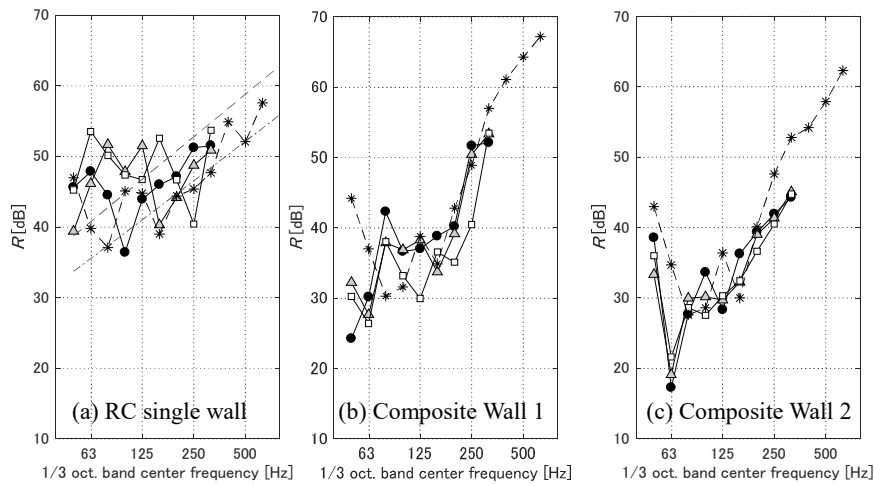 70
60
50
40
30
20
10
R [dB]
63 125 250 500
1/3 oct. band center frequency [Hz]
(a) RC single wall
70
60
50
40
30
20
10
R [dB]
63 125 250 500
1/3 oct. band center frequency [Hz]
(b) Composite Wall 1
70
60
50
40
30
20
10
R [dB]
63 125 250 500
1/3 oct. band center frequency [Hz]
(c) Composite Wall 2